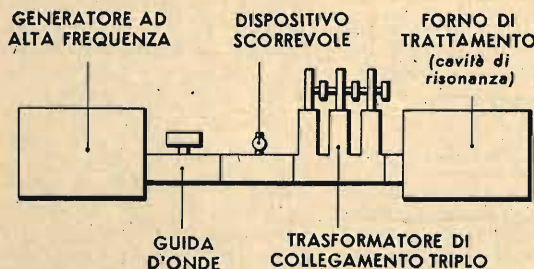 GENERATORE AD
ALTA FREQUENZA
DISPOSITIVO
SCORREVOLE
FORNO DI
TRATTAMENTO
(cavità di
risonanza)
GUIDA
D'ONDE
TRASFORMATORE DI
COLLEGAMENTO TRIPLO